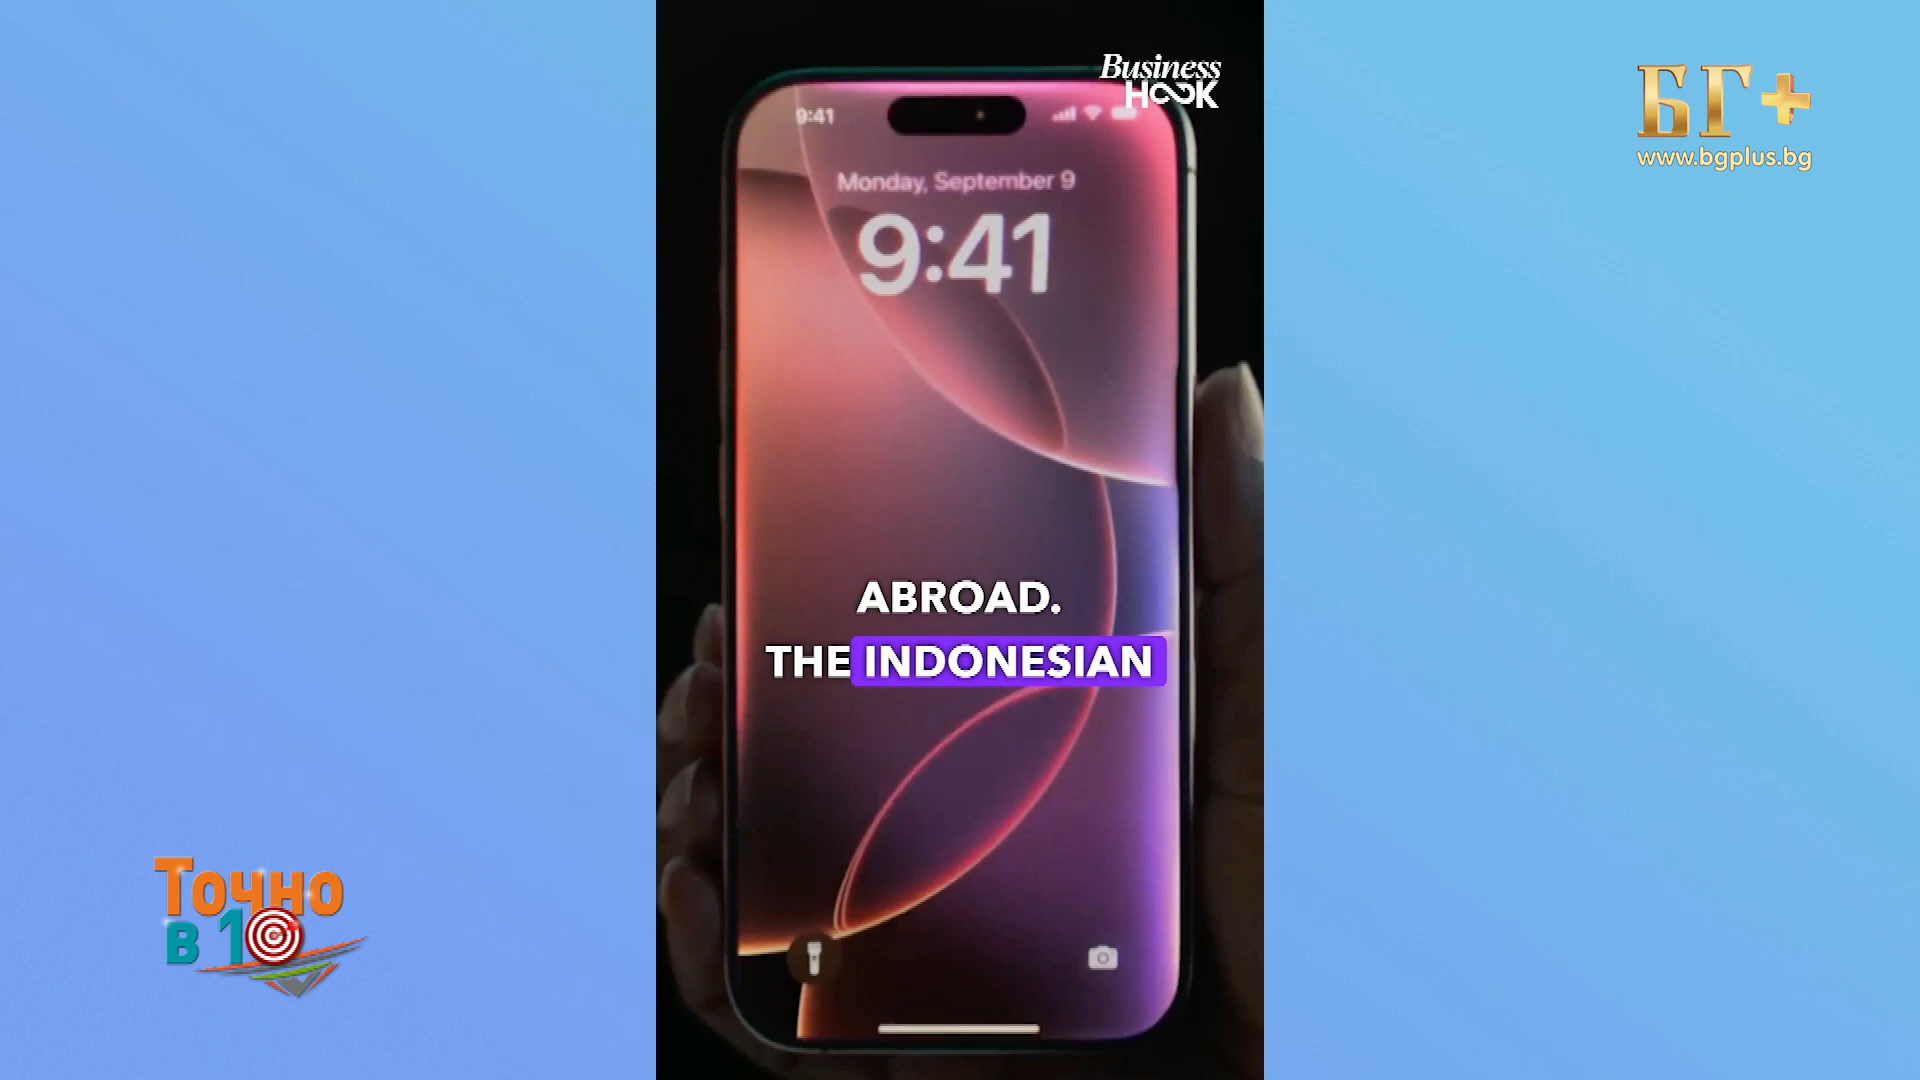 Business
HOOK
БГ+
www.bgplus.bg
9:41
Monday, September 9
9:41
ABROAD.
THE INDONESIAN
Точно
в 10